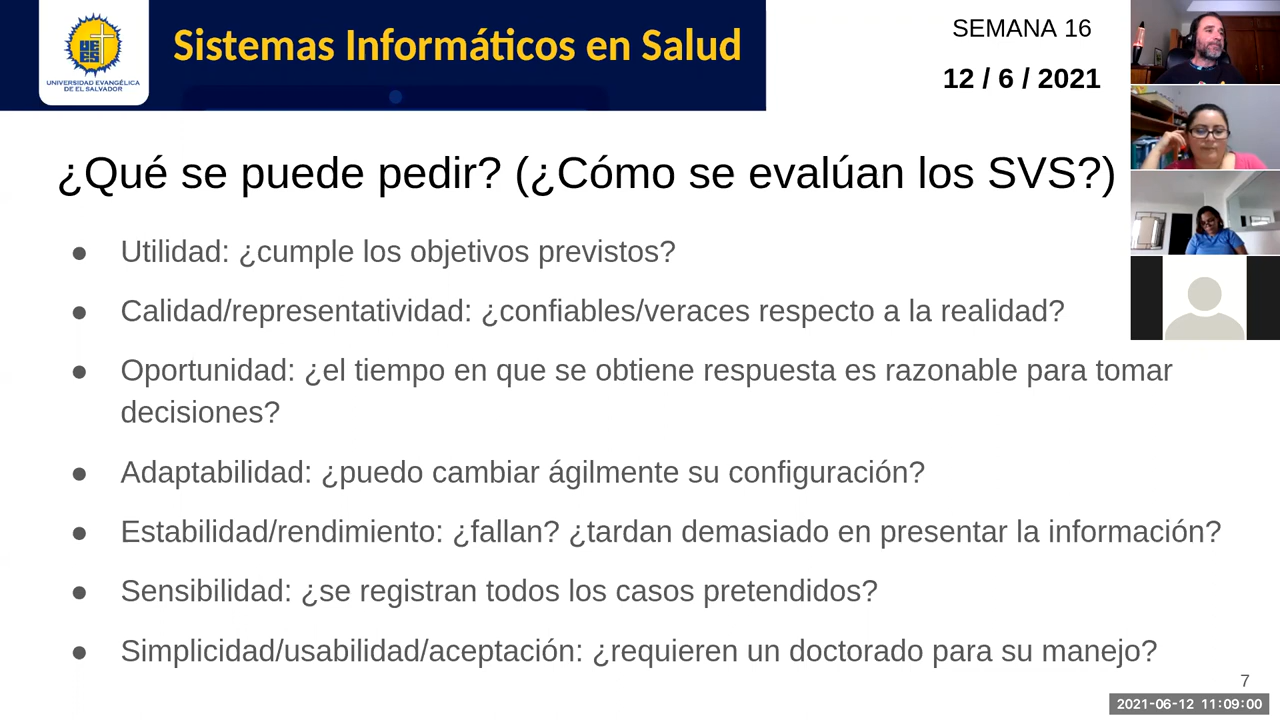 UNIVERSIDAD EVANGÉLICA
DE EL SALVADOR
Sistemas Informáticos en Salud
SEMANA 16
12 / 6 / 2021
¿Qué se puede pedir? (¿Cómo se evalúan los SVS?)
● Utilidad: ¿cumple los objetivos previstos?
● Calidad/representatividad: ¿confiables/veraces respecto a la realidad?
● Oportunidad: ¿el tiempo en que se obtiene respuesta es razonable para tomar
decisiones?
● Adaptabilidad: ¿puedo cambiar ágilmente su configuración?
● Estabilidad/rendimiento: ¿fallan? ¿tardan demasiado en presentar la información?
● Sensibilidad: ¿se registran todos los casos pretendidos?
● Simplicidad/usabilidad/aceptación: ¿requieren un doctorado para su manejo?
7
2021-06-12 11:09:00